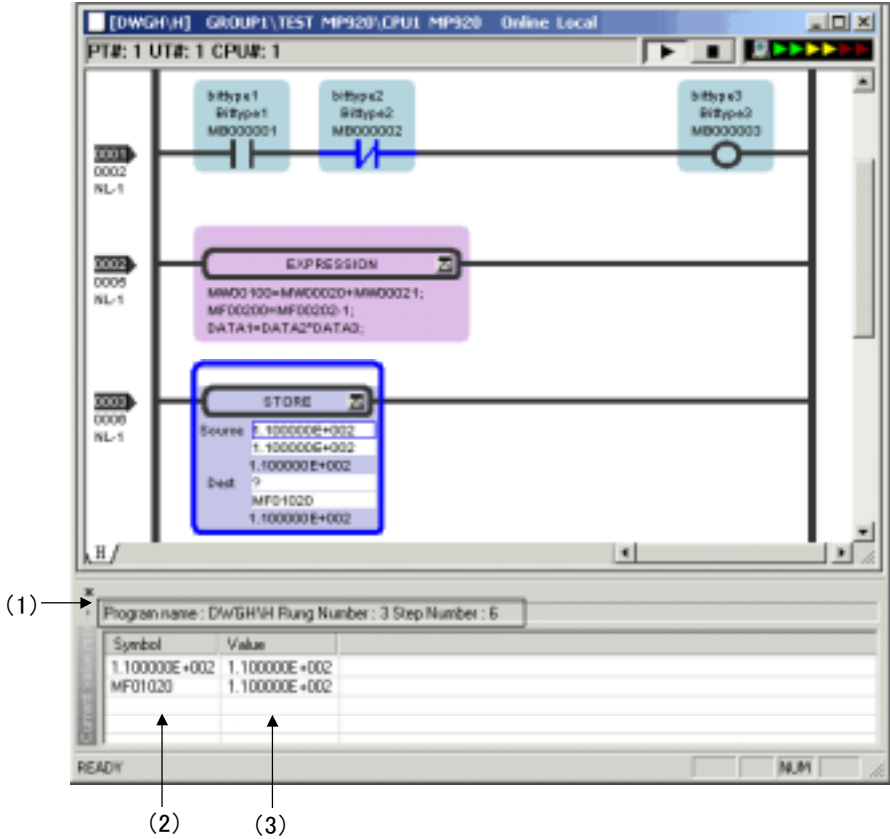 [DWGH\H] GROUP1\TEST MP920\CPU1 MP920 Online Local
PT#: 1 UT#: 1 CPU#: 1
bittype1
Bittype1
MB000001
bittype2
Bittype2
MB000002
bittype3
Bittype3
MB000003
0001
0002
NL-1
0002
0005
NL-1
EXPRESSION
MW00100=MW00020+MW00021;
MF00200=MF00202-1;
DATA1=DATA2*DATA3;
0003
0006
NL-1
STORE
Source 1.100000E+002
1.100000E+002
1.100000E+002
Dest ?
MF01020
1.100000E+002
H
(1)
Program name : DWGH\H Rung Number : 3 Step Number : 6
Symbol Value
1.100000E+002 1.100000E+002
MF01020 1.100000E+002
READY NUM
(2) (3)